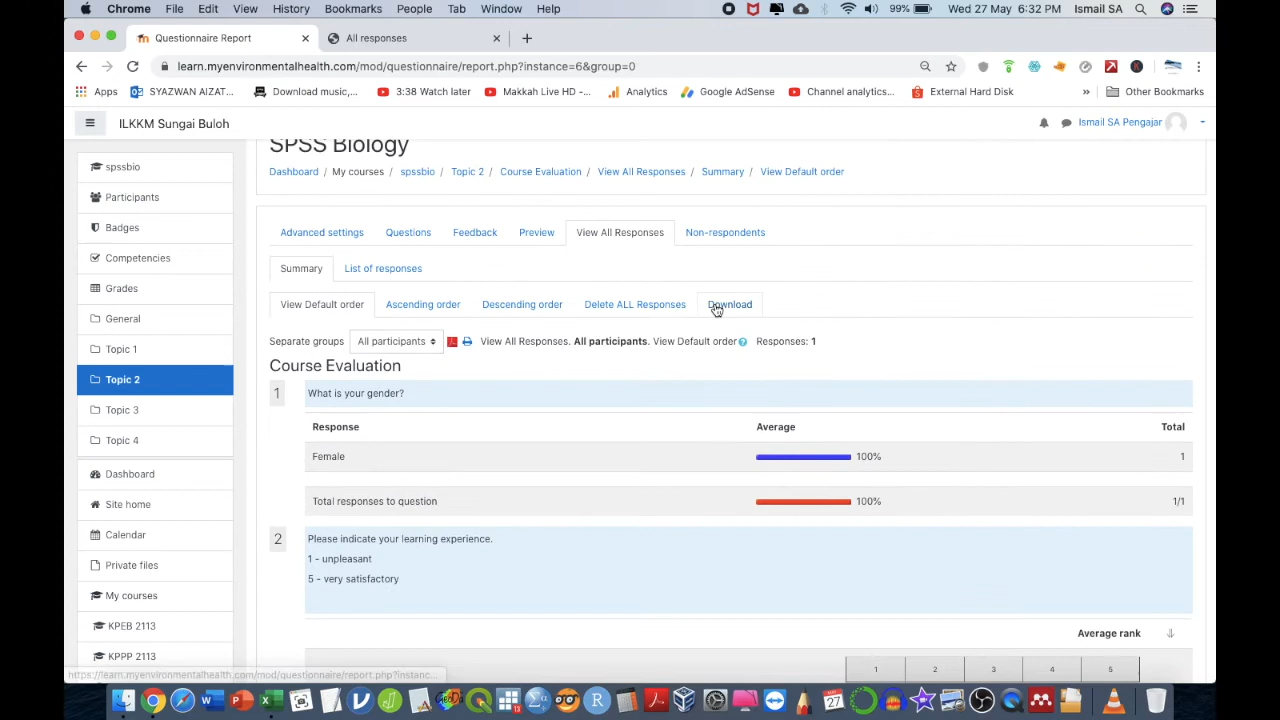 Chrome File Edit View History Bookmarks People Tab Window Help 99% Wed 27 May 6:32 PM Ismail SA
Questionnaire Report All responses
learn.myenvironmentalhealth.com/mod/questionnaire/report.php?instance=6&group=0
Apps SYAZWAN AIZAT... Download music,... 3:38 Watch later Makkah Live HD -... Analytics Google AdSense Channel analytics... External Hard Disk » Other Bookmarks
ILKKM Sungai Buloh Ismail SA Pengajar
SPSS Biology
Dashboard / My courses / spssbio / Topic 2 / Course Evaluation / View All Responses / Summary / View Default order
spssbio
Participants
Badges
Competencies
Grades
General
Topic 1
Topic 2
Topic 3
Topic 4
Dashboard
Site home
Calendar
Private files
My courses
KPEB 2113
KPPP 2113
Advanced settings Questions Feedback Preview View All Responses Non-respondents
Summary List of responses
View Default order Ascending order Descending order Delete ALL Responses Download
Separate groups All participants View All Responses. All participants. View Default order Responses: 1
Course Evaluation
1 What is your gender?
Response Average Total
Female 100% 1
Total responses to question 100% 1/1
2 Please indicate your learning experience.
1 - unpleasant
5 - very satisfactory
Average rank
1 2 3 4 5
https://learn.myenvironmentalhealth.com/mod/questionnaire/report.php?instanc...